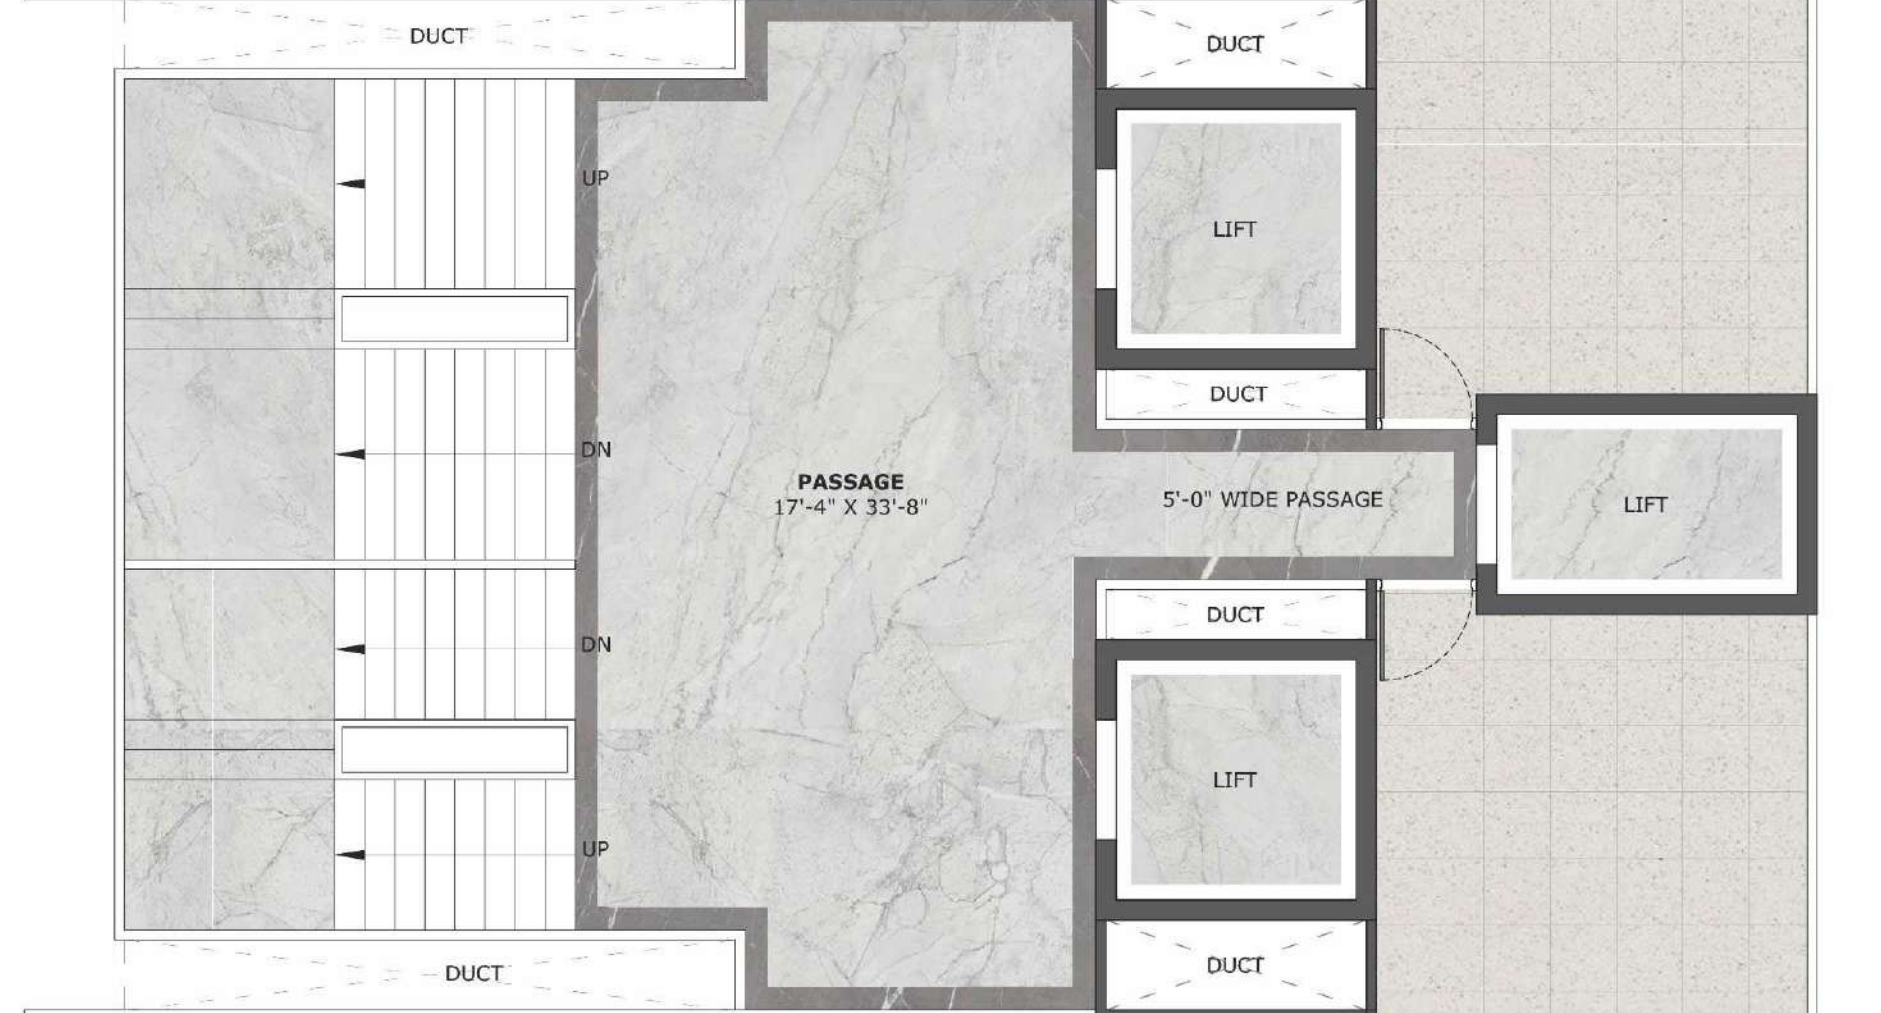 DUCT
DUCT
UP
LIFT
DUCT
DN
PASSAGE
17'-4" X 33'-8"
5'-0" WIDE PASSAGE
LIFT
DUCT
DN
LIFT
UP
DUCT
DUCT